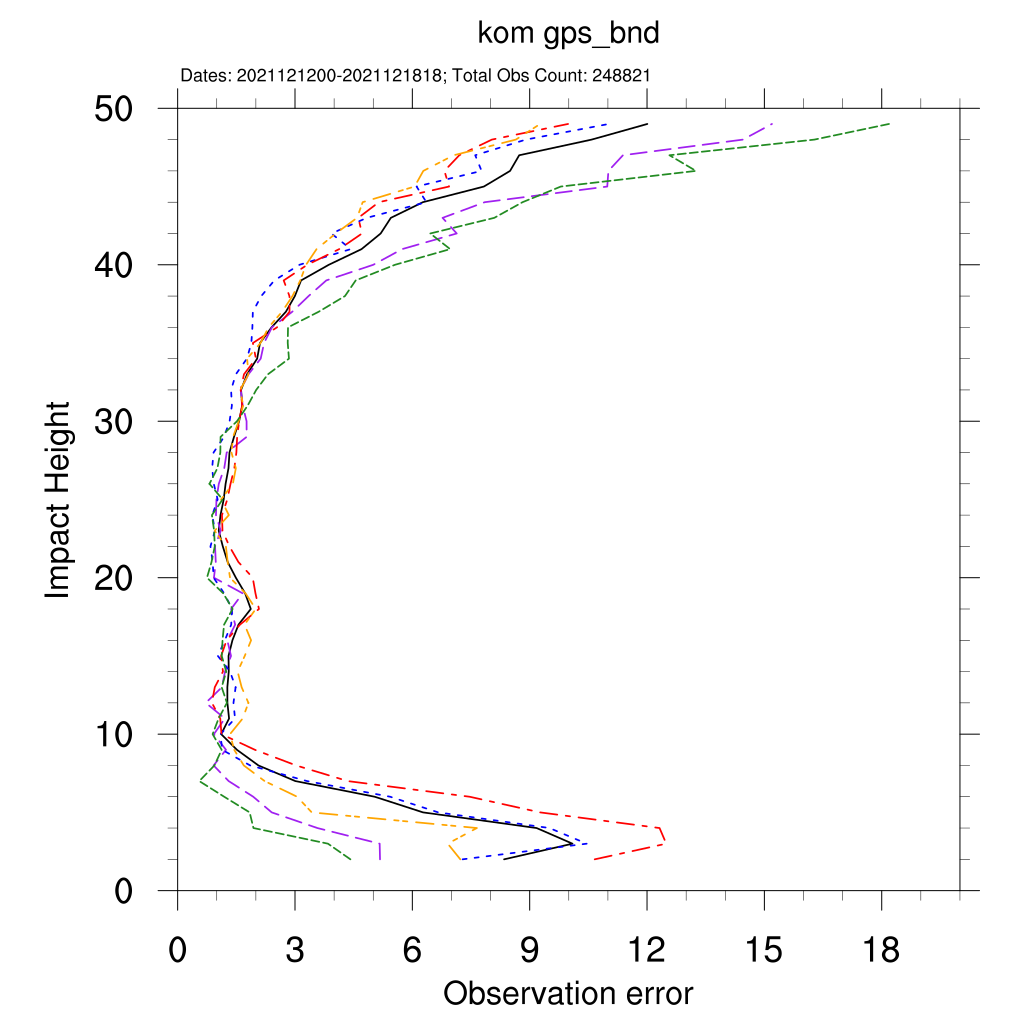 kom gps_bnd
Dates: 2021121200-2021121818; Total Obs Count: 248821
50
40
30
20
10
0
Impact Height
0 3 6 9 12 15 18
Observation error